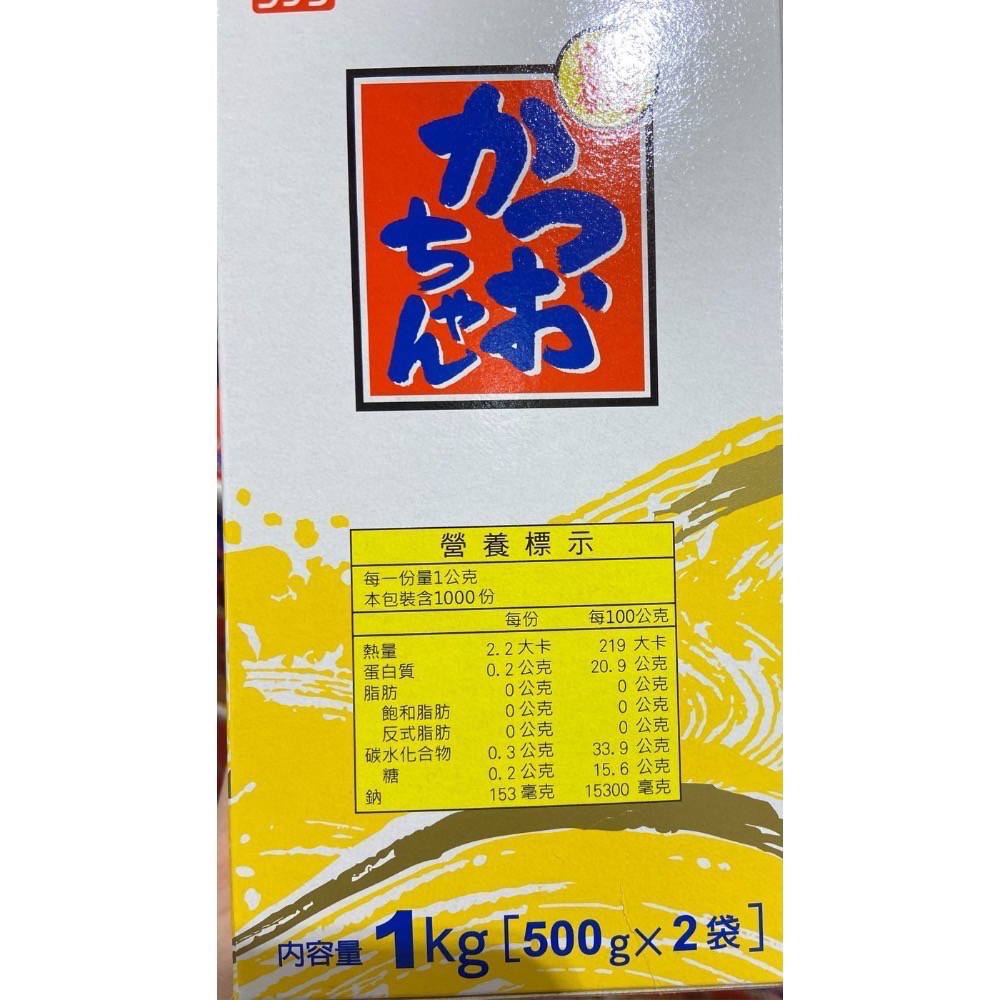 かつお
ちゃん
營養標示
每一份量1公克
本包裝含1000份
每份 每100公克
熱量 2.2大卡 219 大卡
蛋白質 0.2公克 20.9 公克
脂肪 0公克 0 公克
飽和脂肪 0公克 0 公克
反式脂肪 0公克 0 公克
碳水化合物 0.3公克 33.9 公克
糖 0.2公克 15.6 公克
鈉 153毫克 15300 毫克
内容量 1kg [500g×2袋]